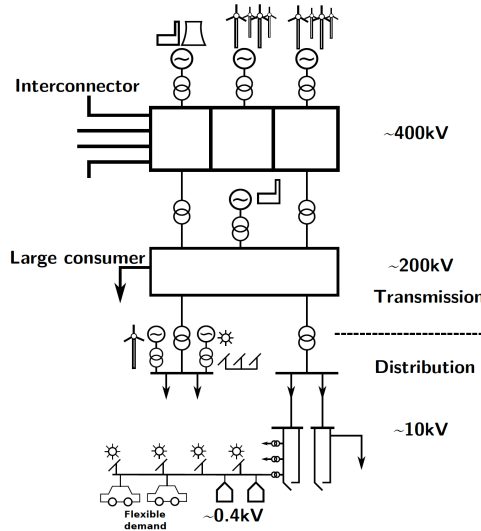 Interconnector
~400kV
Large consumer
~200kV
Transmission
Distribution
~10kV
Flexible
demand
~0.4kV